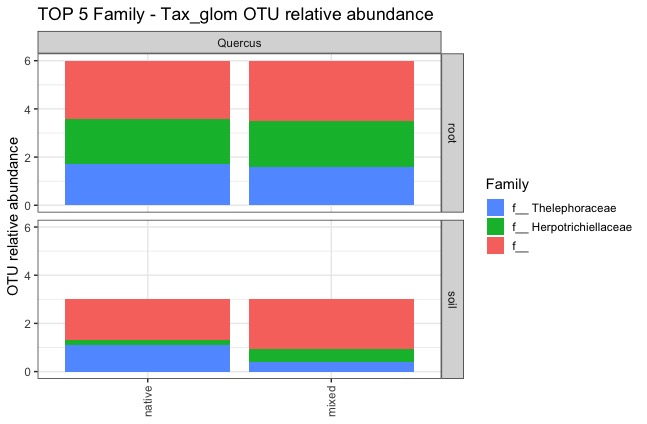 TOP 5 Family - Tax_glom OTU relative abundance
Quercus
OTU relative abundance
6
4
2
0
root
6
4
2
0
soil
native
mixed
Family
f__ Thelephoraceae
f__ Herpotrichiellaceae
f__